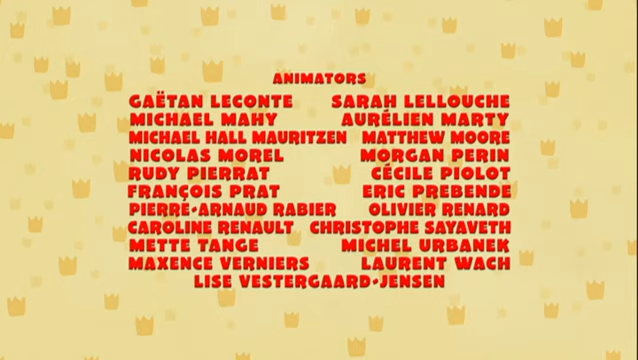 ANIMATORS
GAËTAN LECONTE SARAH LELLOUCHE
MICHAEL MAHY AURÉLIEN MARTY
MICHAEL HALL MAURITZEN MATTHEW MOORE
NICOLAS MOREL MORGAN PERIN
RUDY PIERRAT CÉCILE PIOLOT
FRANÇOIS PRAT ERIC PREBENDE
PIERRE-ARNAUD RABIER OLIVIER RENARD
CAROLINE RENAULT CHRISTOPHE SAYAVETH
METTE TANGE MICHEL URBANEK
MAXENCE VERNIERS LAURENT WACH
LISE VESTERGAARD-JENSEN